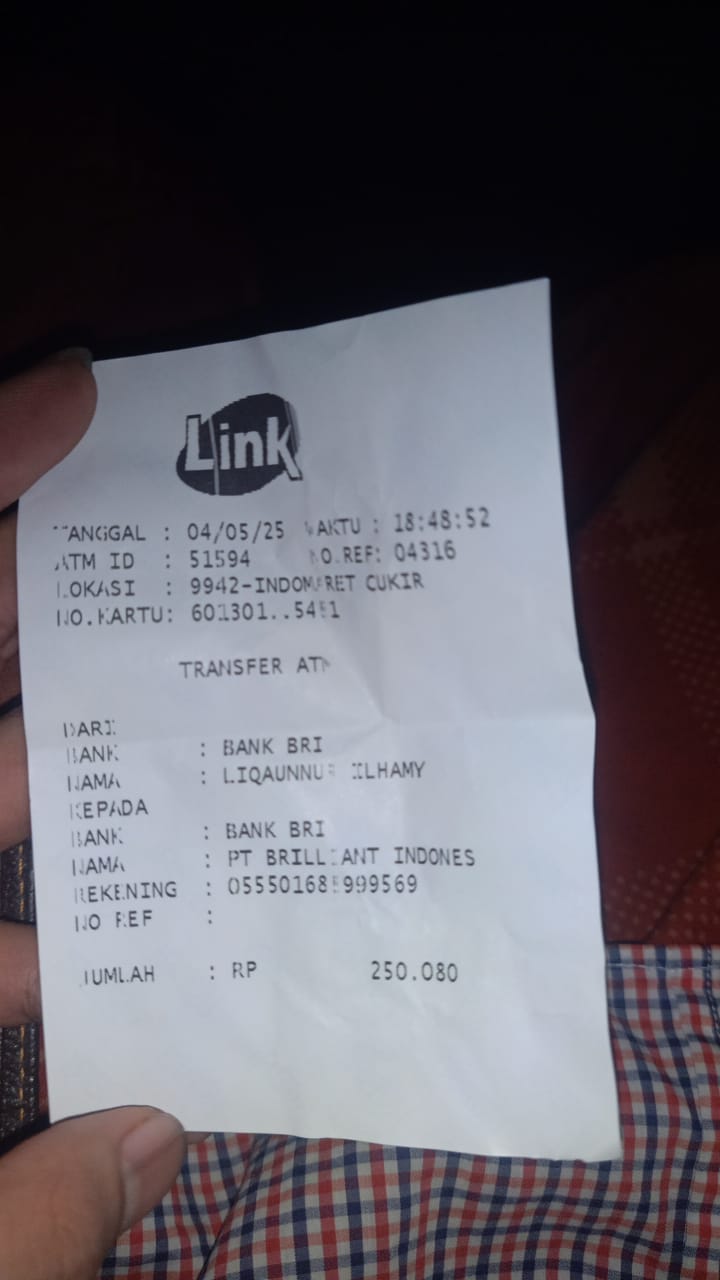 Link
TANGGAL : 04/05/25 WAKTU : 18:48:52
ATM ID : 51594 NO.REF: 04316
LOKASI : 9942-INDOMARET CUKIR
NO.KARTU: 601301..5451
TRANSFER ATM
DARI
BANK : BANK BRI
NAMA : LIQAUNNUR ILHAMY
KEPADA
BANK : BANK BRI
NAMA : PT BRILLIANT INDONES
REKENING :
NO REF :
JUMLAH : RP 250.080